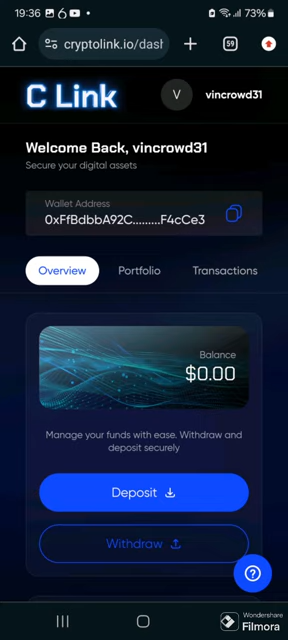 19:36
73%
cryptolink.io/dash
59
C Link
V
vincrowd31
Welcome Back, vincrowd31
Secure your digital assets
Wallet Address
0xFfBdbbA92C.........F4cCe3
Overview
Portfolio
Transactions
Balance
$0.00
Manage your funds with ease. Withdraw and
deposit securely
Deposit
Withdraw
Wondershare
Filmora